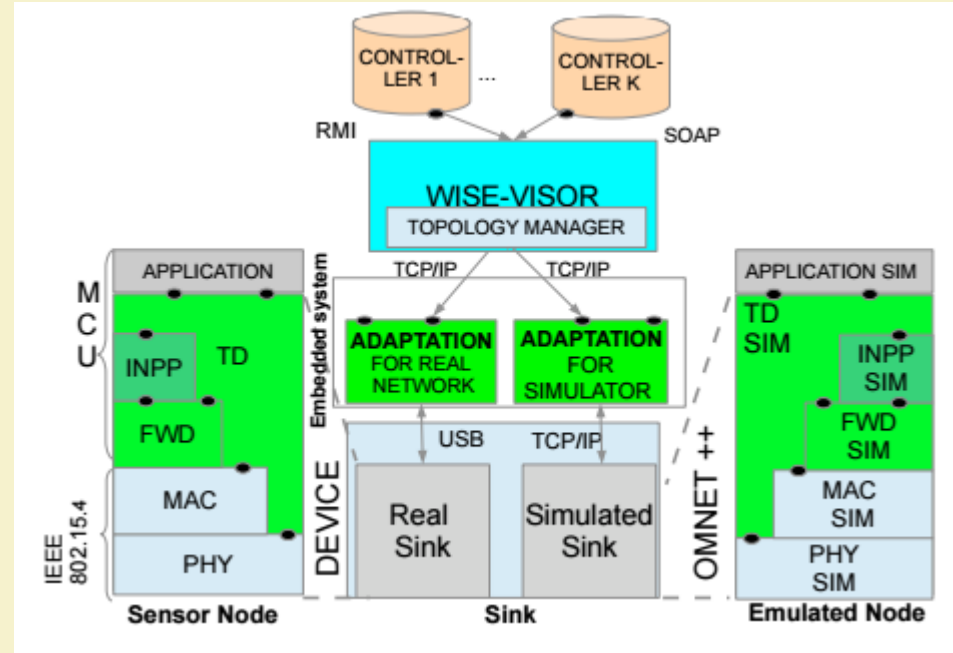 CONTROL-
LER 1
...
CONTROL-
LER K
RMI
SOAP
WISE-VISOR
TOPOLOGY MANAGER
TCP/IP
TCP/IP
Embedded system
ADAPTATION
FOR REAL
NETWORK
ADAPTATION
FOR
SIMULATOR
USB
TCP/IP
DEVICE
Real
Sink
Simulated
Sink
Sink
M
C
U
APPLICATION
TD
INPP
FWD
MAC
PHY
IEEE
802.15.4
Sensor Node
OMNET ++
APPLICATION SIM
TD
SIM
INPP
SIM
FWD
SIM
MAC
SIM
PHY
SIM
Emulated Node